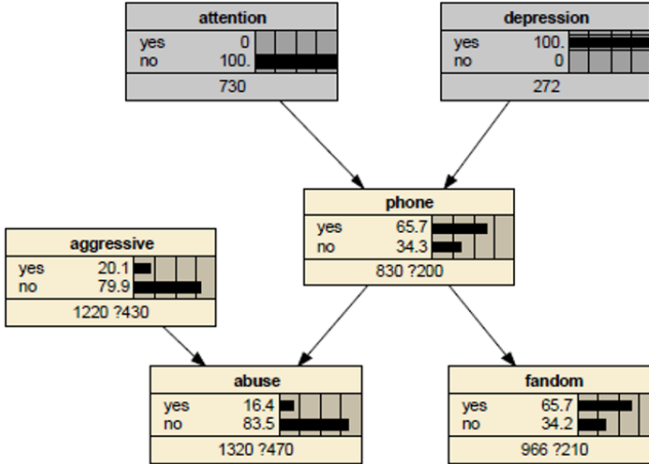 attention
yes 0
no 100.
730
depression
yes 100.
no 0
272
phone
yes 65.7
no 34.3
830 ?200
aggressive
yes 20.1
no 79.9
1220 ?430
abuse
yes 16.4
no 83.5
1320 ?470
fandom
yes 65.7
no 34.2
966 ?210